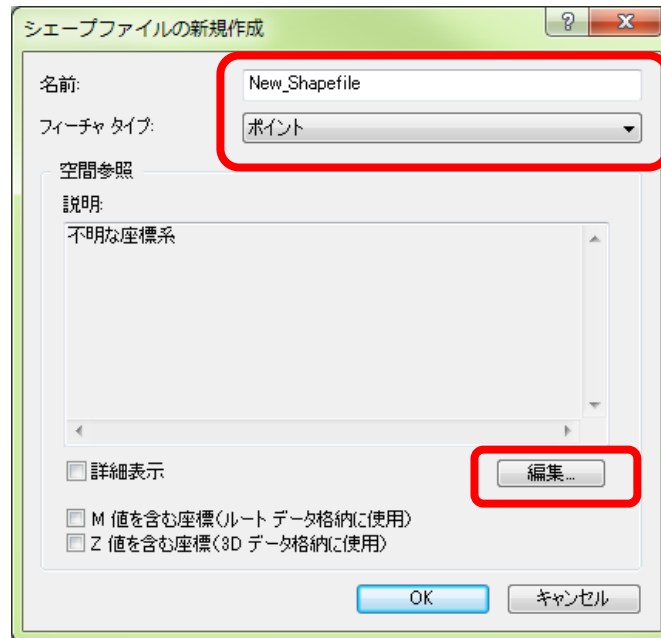 シェープファイルの新規作成
名前:
New_Shapefile
フィーチャ タイプ:
ポイント
空間参照
説明:
不明な座標系
詳細表示
編集...
M 値を含む座標(ルート データ格納に使用)
Z 値を含む座標(3D データ格納に使用)
OK
キャンセル